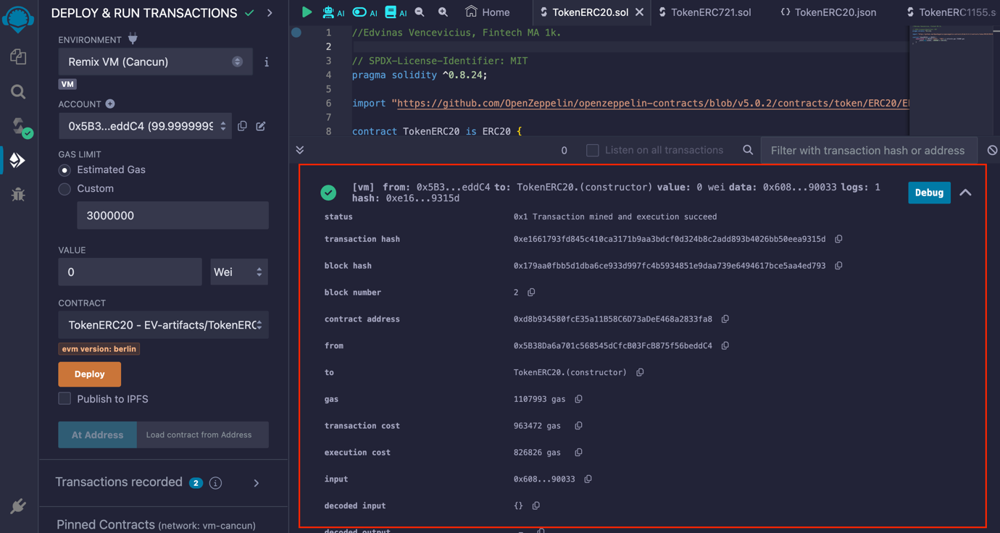 DEPLOY & RUN TRANSACTIONS
ENVIRONMENT
Remix VM (Cancun)
VM
ACCOUNT
0x5B3...eddC4 (99.9999999
GAS LIMIT
Estimated Gas
Custom
3000000
VALUE
0
Wei
CONTRACT
TokenERC20 - EV-artifacts/TokenERC
evm version: berlin
Deploy
Publish to IPFS
At Address
Load contract from Address
Transactions recorded 2
Pinned Contracts (network: vm-cancun)
AI AI AI
Home
TokenERC20.sol
TokenERC721.sol
{} TokenERC20.json
TokenERC1155.s
1 //Edvinas Vencevicius, Fintech MA 1k.
2
3 // SPDX-License-Identifier: MIT
4 pragma solidity ^0.8.24;
5
6 import "https://github.com/OpenZeppelin/openzeppelin-contracts/blob/v5.0.2/contracts/token/ERC20/E
7
8 contract TokenERC20 is ERC20 {
0
Listen on all transactions
Filter with transaction hash or address
[vm] from: 0x5B3...eddC4 to: TokenERC20.(constructor) value: 0 wei data: 0x608...90033 logs: 1
hash: 0xe16...9315d
Debug
status 0x1 Transaction mined and execution succeed
transaction hash 0xe1661793fd845c410ca3171b9aa3bdcf0d324b8c2add893b4026bb50eea9315d
block hash 0x179aa0fbb5d1dba6ce933d997fc4b5934851e9daa739e6494617bce5aa4ed793
block number 2
contract address 0xd8b934580fcE35a11B58C6D73aDeE468a2833fa8
from 0x5B38Da6a701c568545dCfcB03FcB875f56beddC4
to TokenERC20.(constructor)
gas 1107993 gas
transaction cost 963472 gas
execution cost 826826 gas
input 0x608...90033
decoded input {}
decoded output